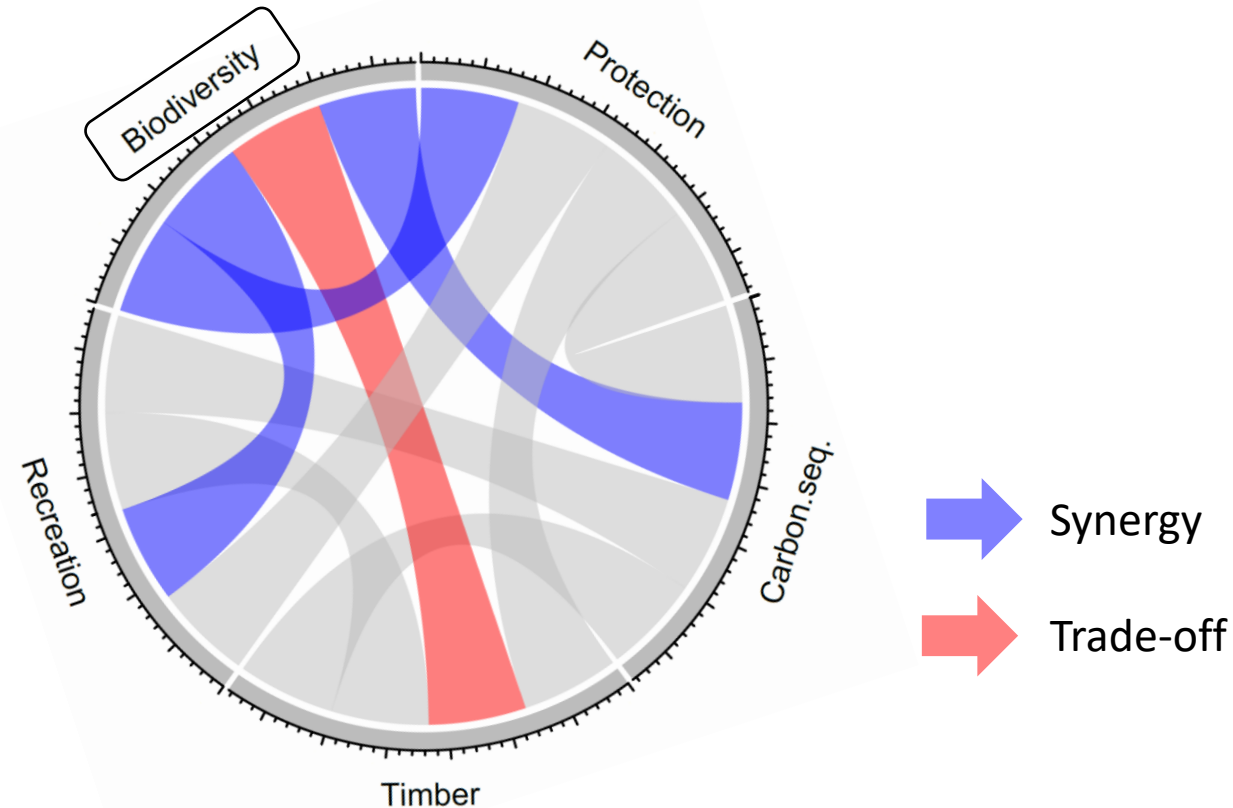 Biodiversity
Protection
Carbon.seq.
Recreation
Timber
Synergy
Trade-off